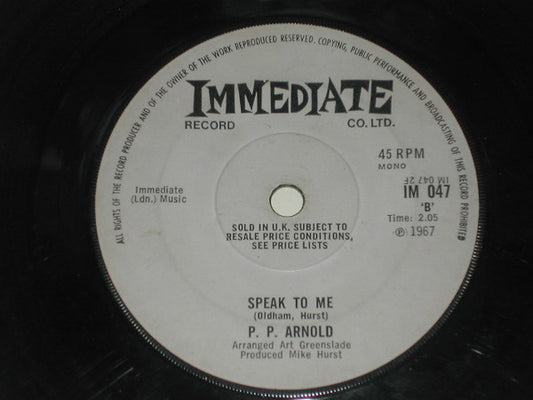 ALL RIGHTS OF THE RECORD PRODUCER AND OF THE OWNER OF THE WORK REPRODUCED RESERVED. COPYING, PUBLIC PERFORMANCE AND BROADCASTING OF THIS RECORD PROHIBITED
IMMEDIATE
RECORD CO. LTD.
45 RPM
MONO
IM 047 2F
Immediate
(Ldn.) Music
IM 047
'B'
Time: 2.05
℗ 1967
SOLD IN U.K. SUBJECT TO
RESALE PRICE CONDITIONS,
SEE PRICE LISTS
SPEAK TO ME
(Oldham, Hurst)
P. P. ARNOLD
Arranged Art Greenslade
Produced Mike Hurst